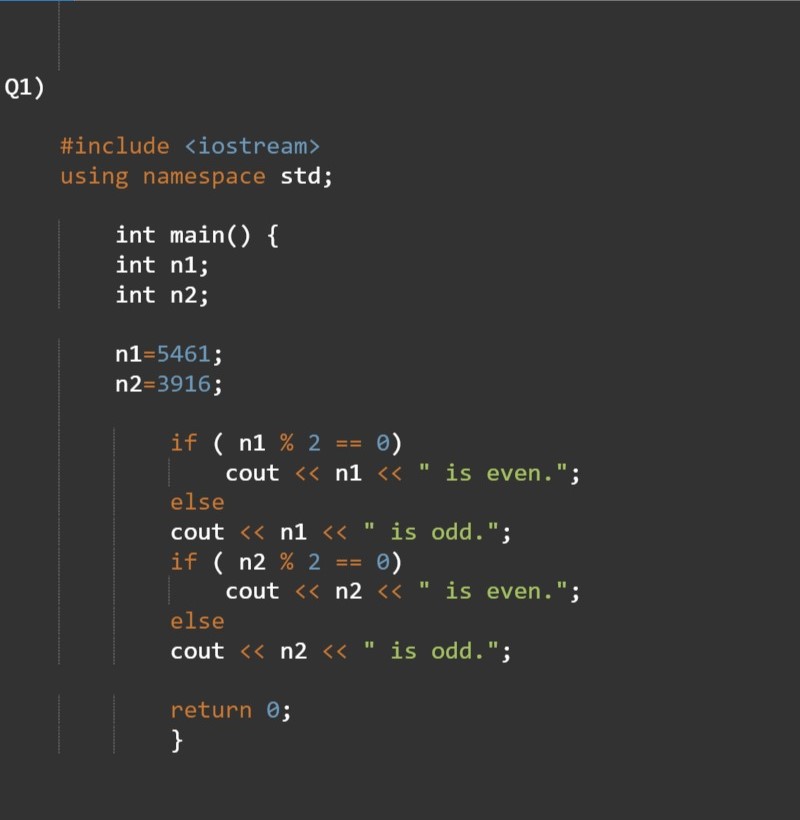 Q1)
#include <iostream>
using namespace std;
int main() {
int n1;
int n2;
n1=5461;
n2=3916;
if ( n1 % 2 == 0)
cout << n1 << " is even.";
else
cout << n1 << " is odd.";
if ( n2 % 2 == 0)
cout << n2 << " is even.";
else
cout << n2 << " is odd.";
return 0;
}